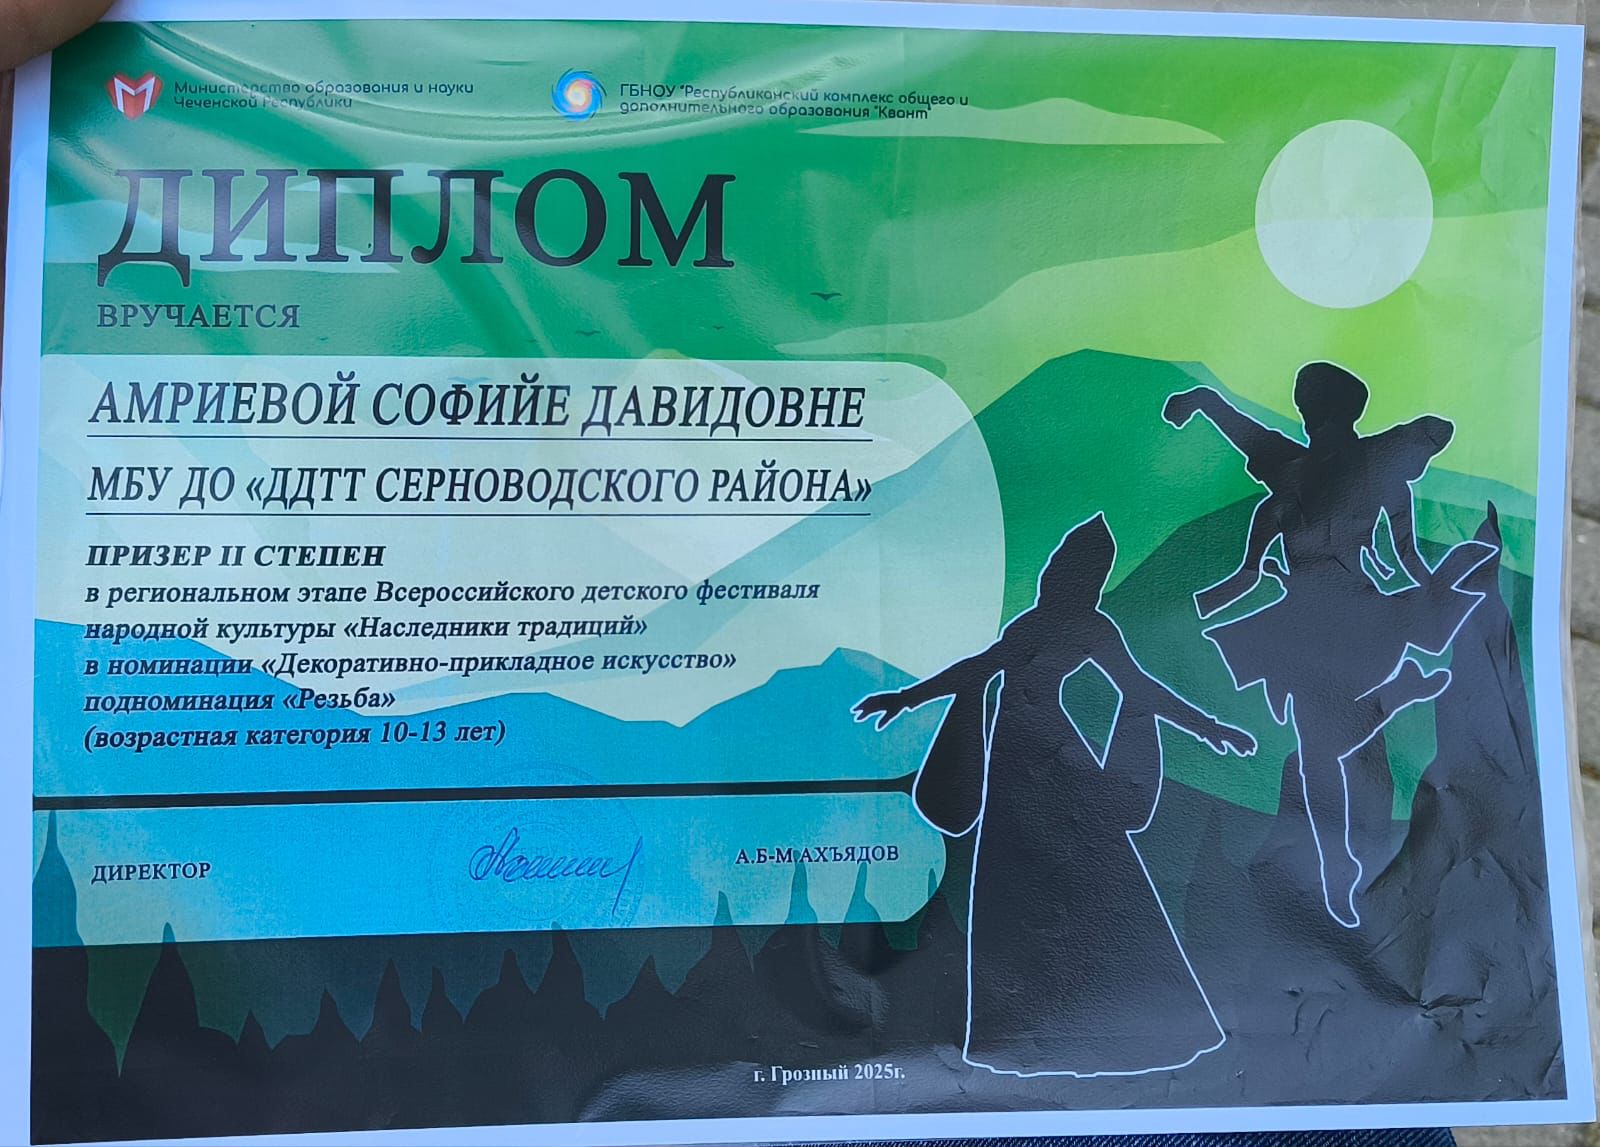 Министерство образования и науки
Чеченской Республики
ГБНОУ "Республиканский комплекс общего и
дополнительного образования "Квант"
ДИПЛОМ
ВРУЧАЕТСЯ
АМРИЕВОЙ СОФИЙЕ ДАВИДОВНЕ
МБУ ДО «ДДТТ СЕРНОВОДСКОГО РАЙОНА»
ПРИЗЕР II СТЕПЕН
в региональном этапе Всероссийского детского фестиваля
народной культуры «Наследники традиций»
в номинации «Декоративно-прикладное искусство»
подноминация «Резьба»
(возрастная категория 10-13 лет)
ДИРЕКТОР
А.Б-М.АХЪЯДОВ
г. Грозный 2025г.